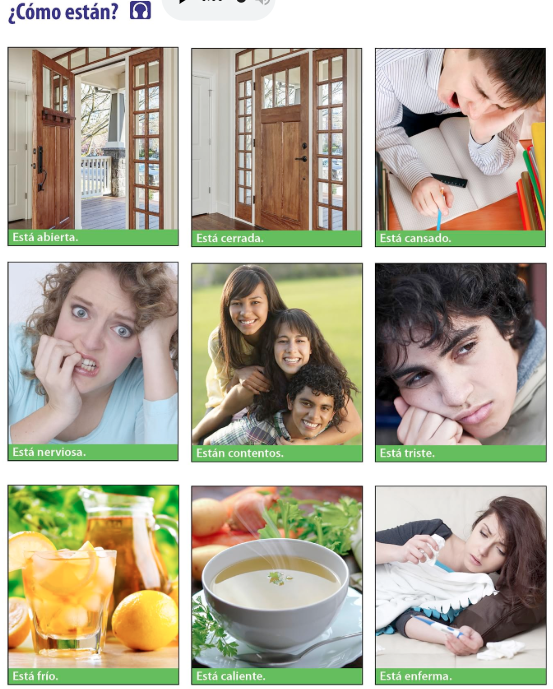 ¿Cómo están?
Está abierta.
Está cerrada.
Está cansado.
Está nerviosa.
Están contentos.
Está triste.
Está frío.
Está caliente.
Está enferma.